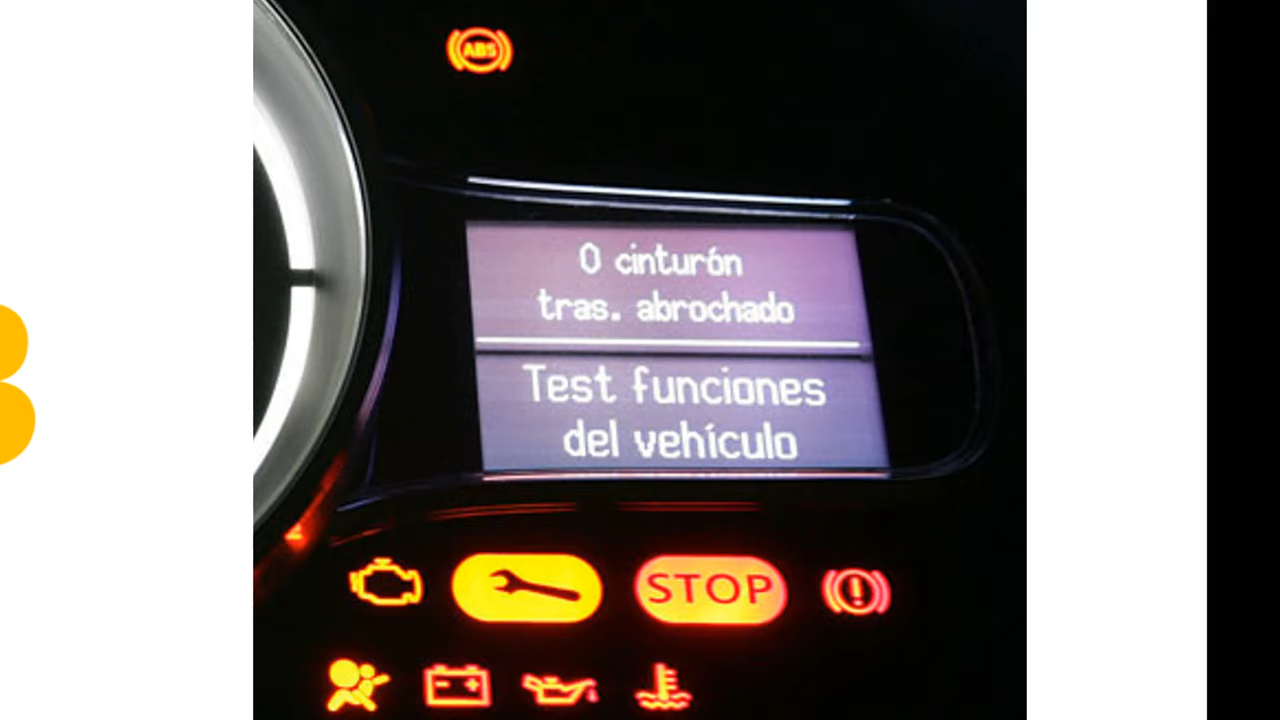 ABS
0 cinturón
tras. abrochado
Test funciones
del vehículo
STOP